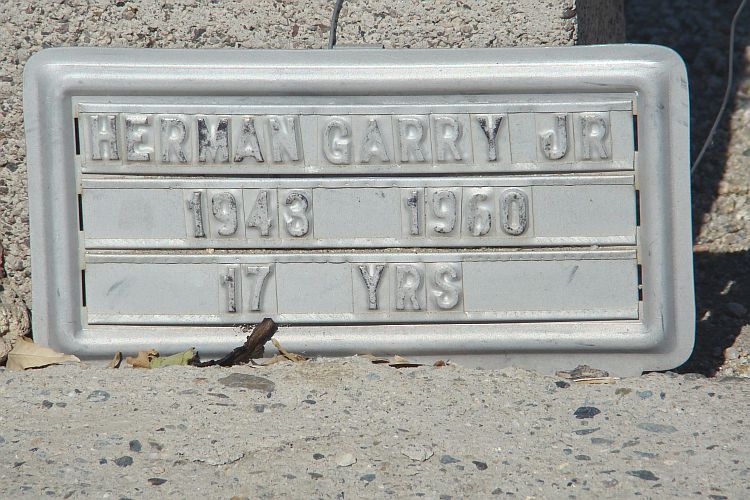 HERMAN GARRY JR
1943 1960
17 YRS